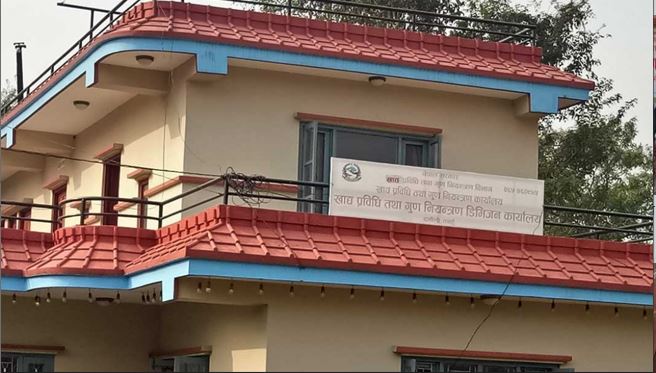 नेपाल सरकार
खाद्य प्रविधि तथा गुण नियन्त्रण विभाग
खाद्य प्रविधि तथा गुण नियन्त्रण कार्यालय
खाद्य प्रविधि तथा गुण नियन्त्रण डिभिजन कार्यालय